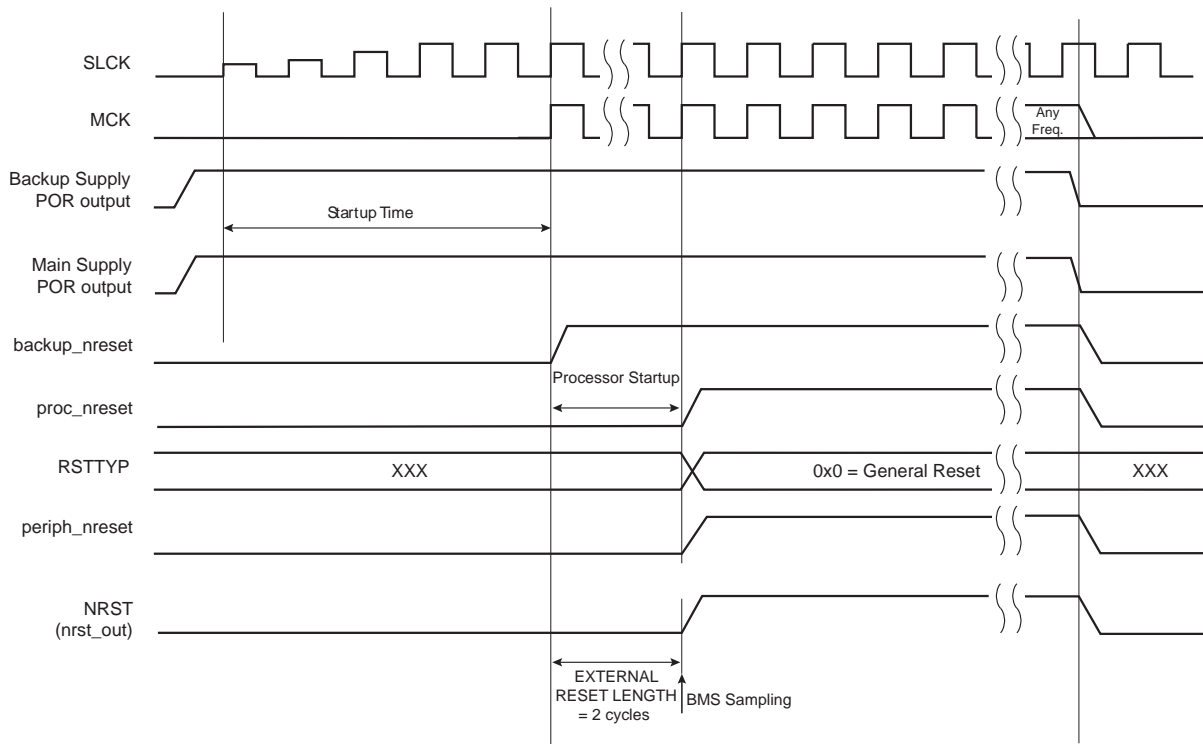 SLCK
MCK
Any
Freq.
Backup Supply
POR output
Startup Time
Main Supply
POR output
backup_nreset
Processor Startup
proc_nreset
RSTTYP
XXX
0x0 = General Reset
XXX
periph_nreset
NRST
(nrst_out)
EXTERNAL
RESET LENGTH
= 2 cycles
BMS Sampling